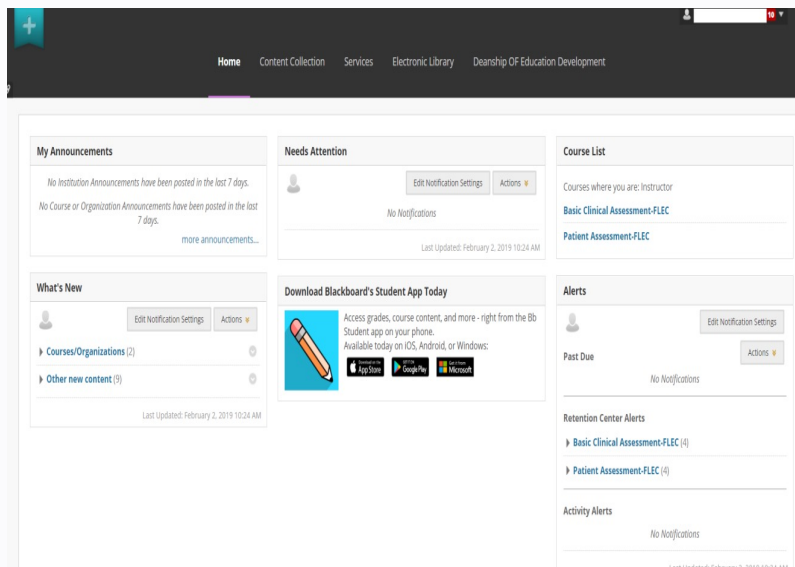 10
Home Content Collection Services Electronic Library Deanship OF Education Development
My Announcements
No Institution Announcements have been posted in the last 7 days.
No Course or Organization Announcements have been posted in the last
7 days.
more announcements...
Needs Attention
Edit Notification Settings Actions
No Notifications
Last Updated: February 2, 2019 10:24 AM
Course List
Courses where you are: Instructor
Basic Clinical Assessment-FLEC
Patient Assessment-FLEC
What's New
Edit Notification Settings Actions
Courses/Organizations (2)
Other new content (9)
Last Updated: February 2, 2019 10:24 AM
Download Blackboard's Student App Today
Access grades, course content, and more - right from the Bb
Student app on your phone.
Available today on iOS, Android, or Windows:
App Store Google Play Microsoft
Alerts
Edit Notification Settings
Past Due Actions
No Notifications
Retention Center Alerts
Basic Clinical Assessment-FLEC (4)
Patient Assessment-FLEC (4)
Activity Alerts
No Notifications